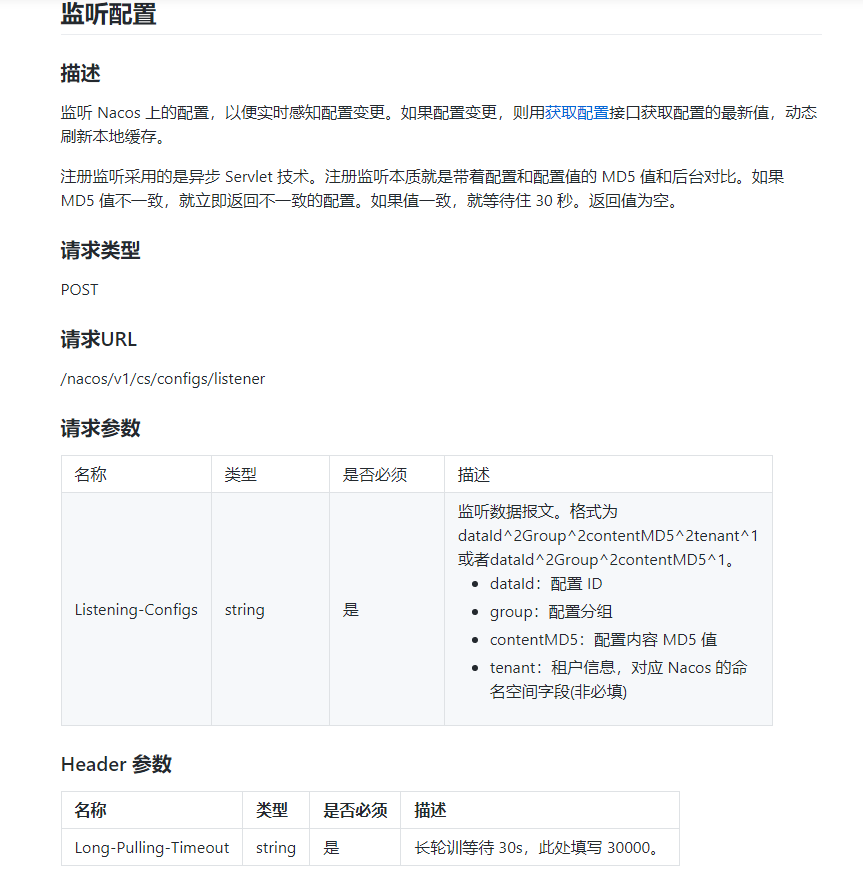 监听配置
描述
监听 Nacos 上的配置，以便实时感知配置变更。如果配置变更，则用获取配置接口获取配置的最新值，动态
刷新本地缓存。
注册监听采用的是异步 Servlet 技术。注册监听本质就是带着配置和配置值的 MD5 值和后台对比。如果
MD5 值不一致，就立即返回不一致的配置。如果值一致，就等待住 30 秒。返回值为空。
请求类型
POST
请求URL
/nacos/v1/cs/configs/listener
请求参数
名称 类型 是否必须 描述
Listening-Configs string 是
监听数据报文。格式为
dataId^2Group^2contentMD5^2tenant^1
或者dataId^2Group^2contentMD5^1。
• dataId：配置 ID
• group：配置分组
• contentMD5：配置内容 MD5 值
• tenant：租户信息，对应 Nacos 的命
名空间字段(非必填)
Header 参数
名称 类型 是否必须 描述
Long-Pulling-Timeout string 是 长轮训等待 30s，此处填写 30000。